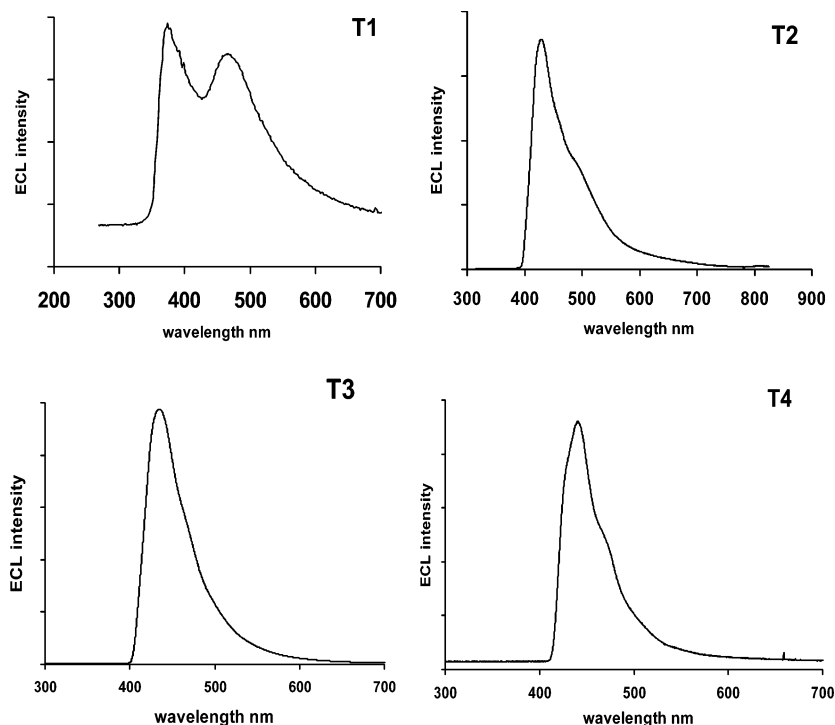 T1
ECL intensity
200 300 400 500 600 700
wavelength nm
T2
ECL intensity
300 400 500 600 700 800 900
wavelength nm
T3
ECL intensity
300 400 500 600 700
wavelength nm
T4
ECL intensity
300 400 500 600 700
wavelength nm